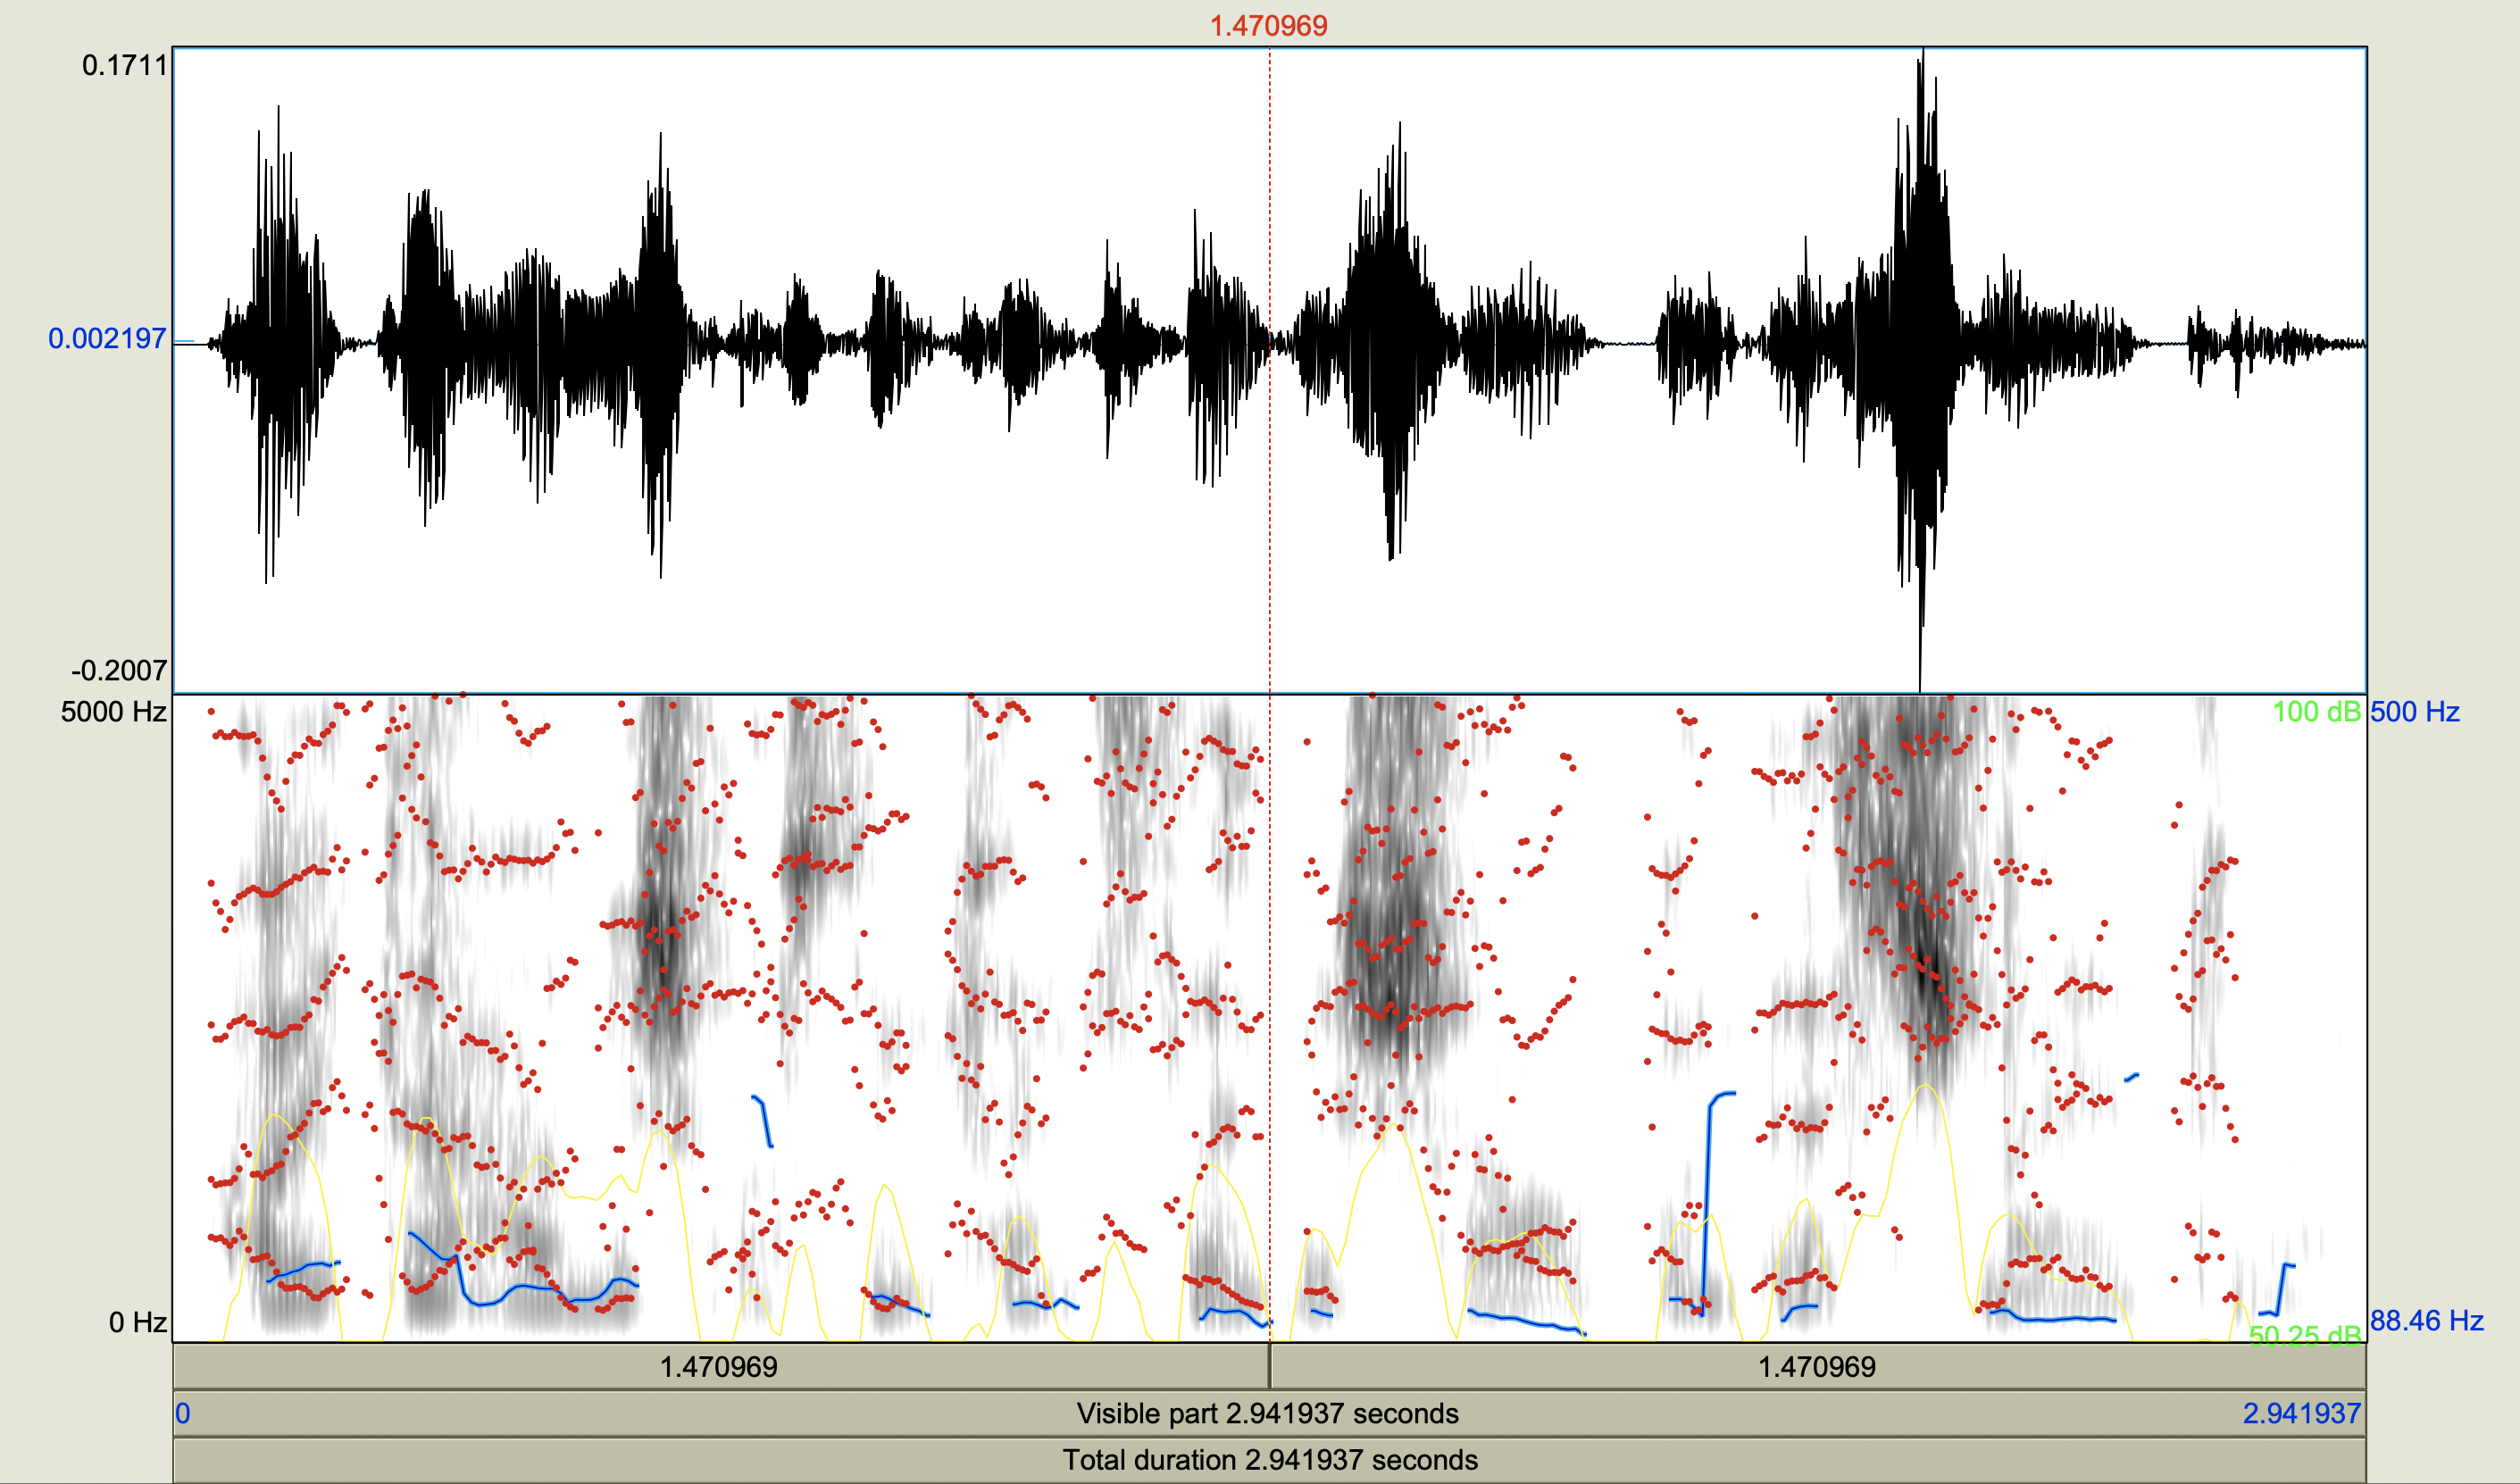 1.470969
0.1711
0.002197
-0.2007
5000 Hz
100 dB 500 Hz
0 Hz
50.25 dB 88.46 Hz
1.470969 1.470969
0 Visible part 2.941937 seconds 2.941937
Total duration 2.941937 seconds